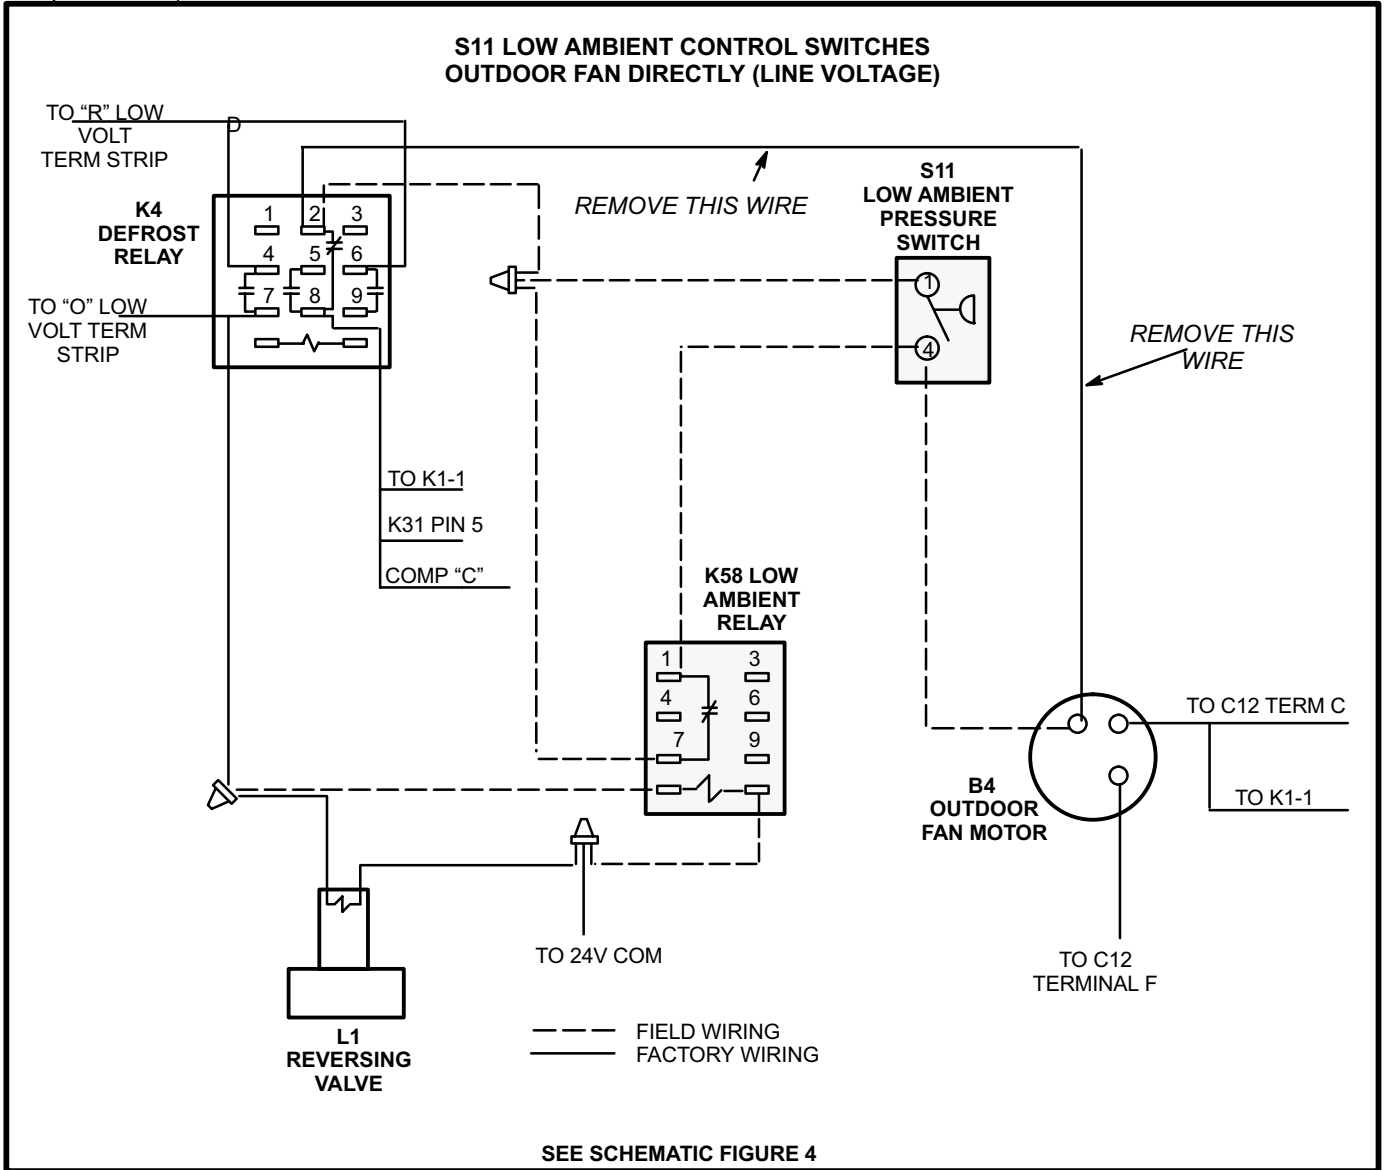 S11 LOW AMBIENT CONTROL SWITCHES
OUTDOOR FAN DIRECTLY (LINE VOLTAGE)
TO “R” LOW
VOLT
TERM STRIP
D
K4
DEFROST
RELAY
1 2 3
4 5 6
7 8 9
TO “O” LOW
VOLT TERM
STRIP
REMOVE THIS WIRE
S11
LOW AMBIENT
PRESSURE
SWITCH
1
4
REMOVE THIS
WIRE
TO K1-1
K31 PIN 5
COMP “C”
K58 LOW
AMBIENT
RELAY
1 3
4 6
7 9
TO C12 TERM C
TO K1-1
B4
OUTDOOR
FAN MOTOR
TO 24V COM
TO C12
TERMINAL F
L1
REVERSING
VALVE
FIELD WIRING
FACTORY WIRING
SEE SCHEMATIC FIGURE 4